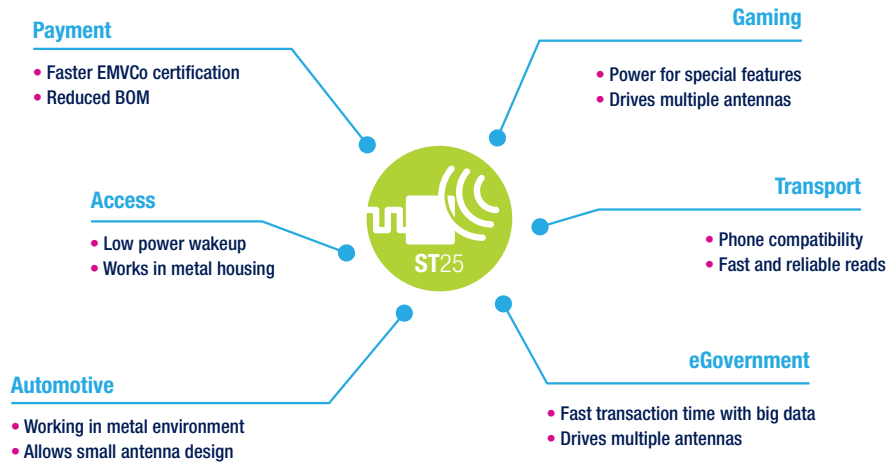 Payment
• Faster EMVCo certification
• Reduced BOM
Gaming
• Power for special features
• Drives multiple antennas
Access
• Low power wakeup
• Works in metal housing
ST25
Transport
• Phone compatibility
• Fast and reliable reads
Automotive
• Working in metal environment
• Allows small antenna design
eGovernment
• Fast transaction time with big data
• Drives multiple antennas